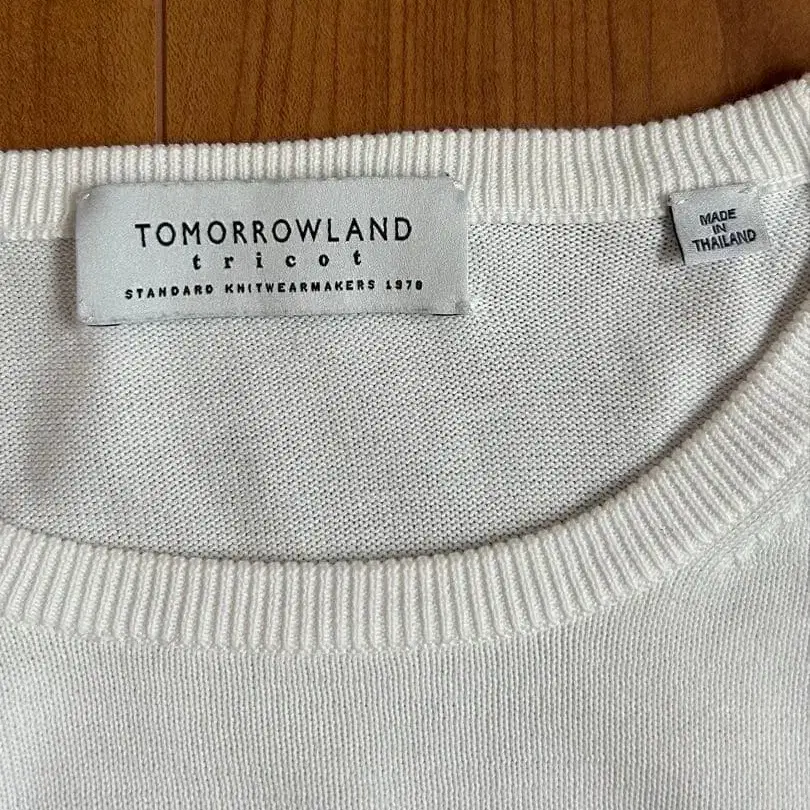 TOMORROWLAND
tricot
STANDARD KNITWEARMAKERS 1978
MADE
IN
THAILAND